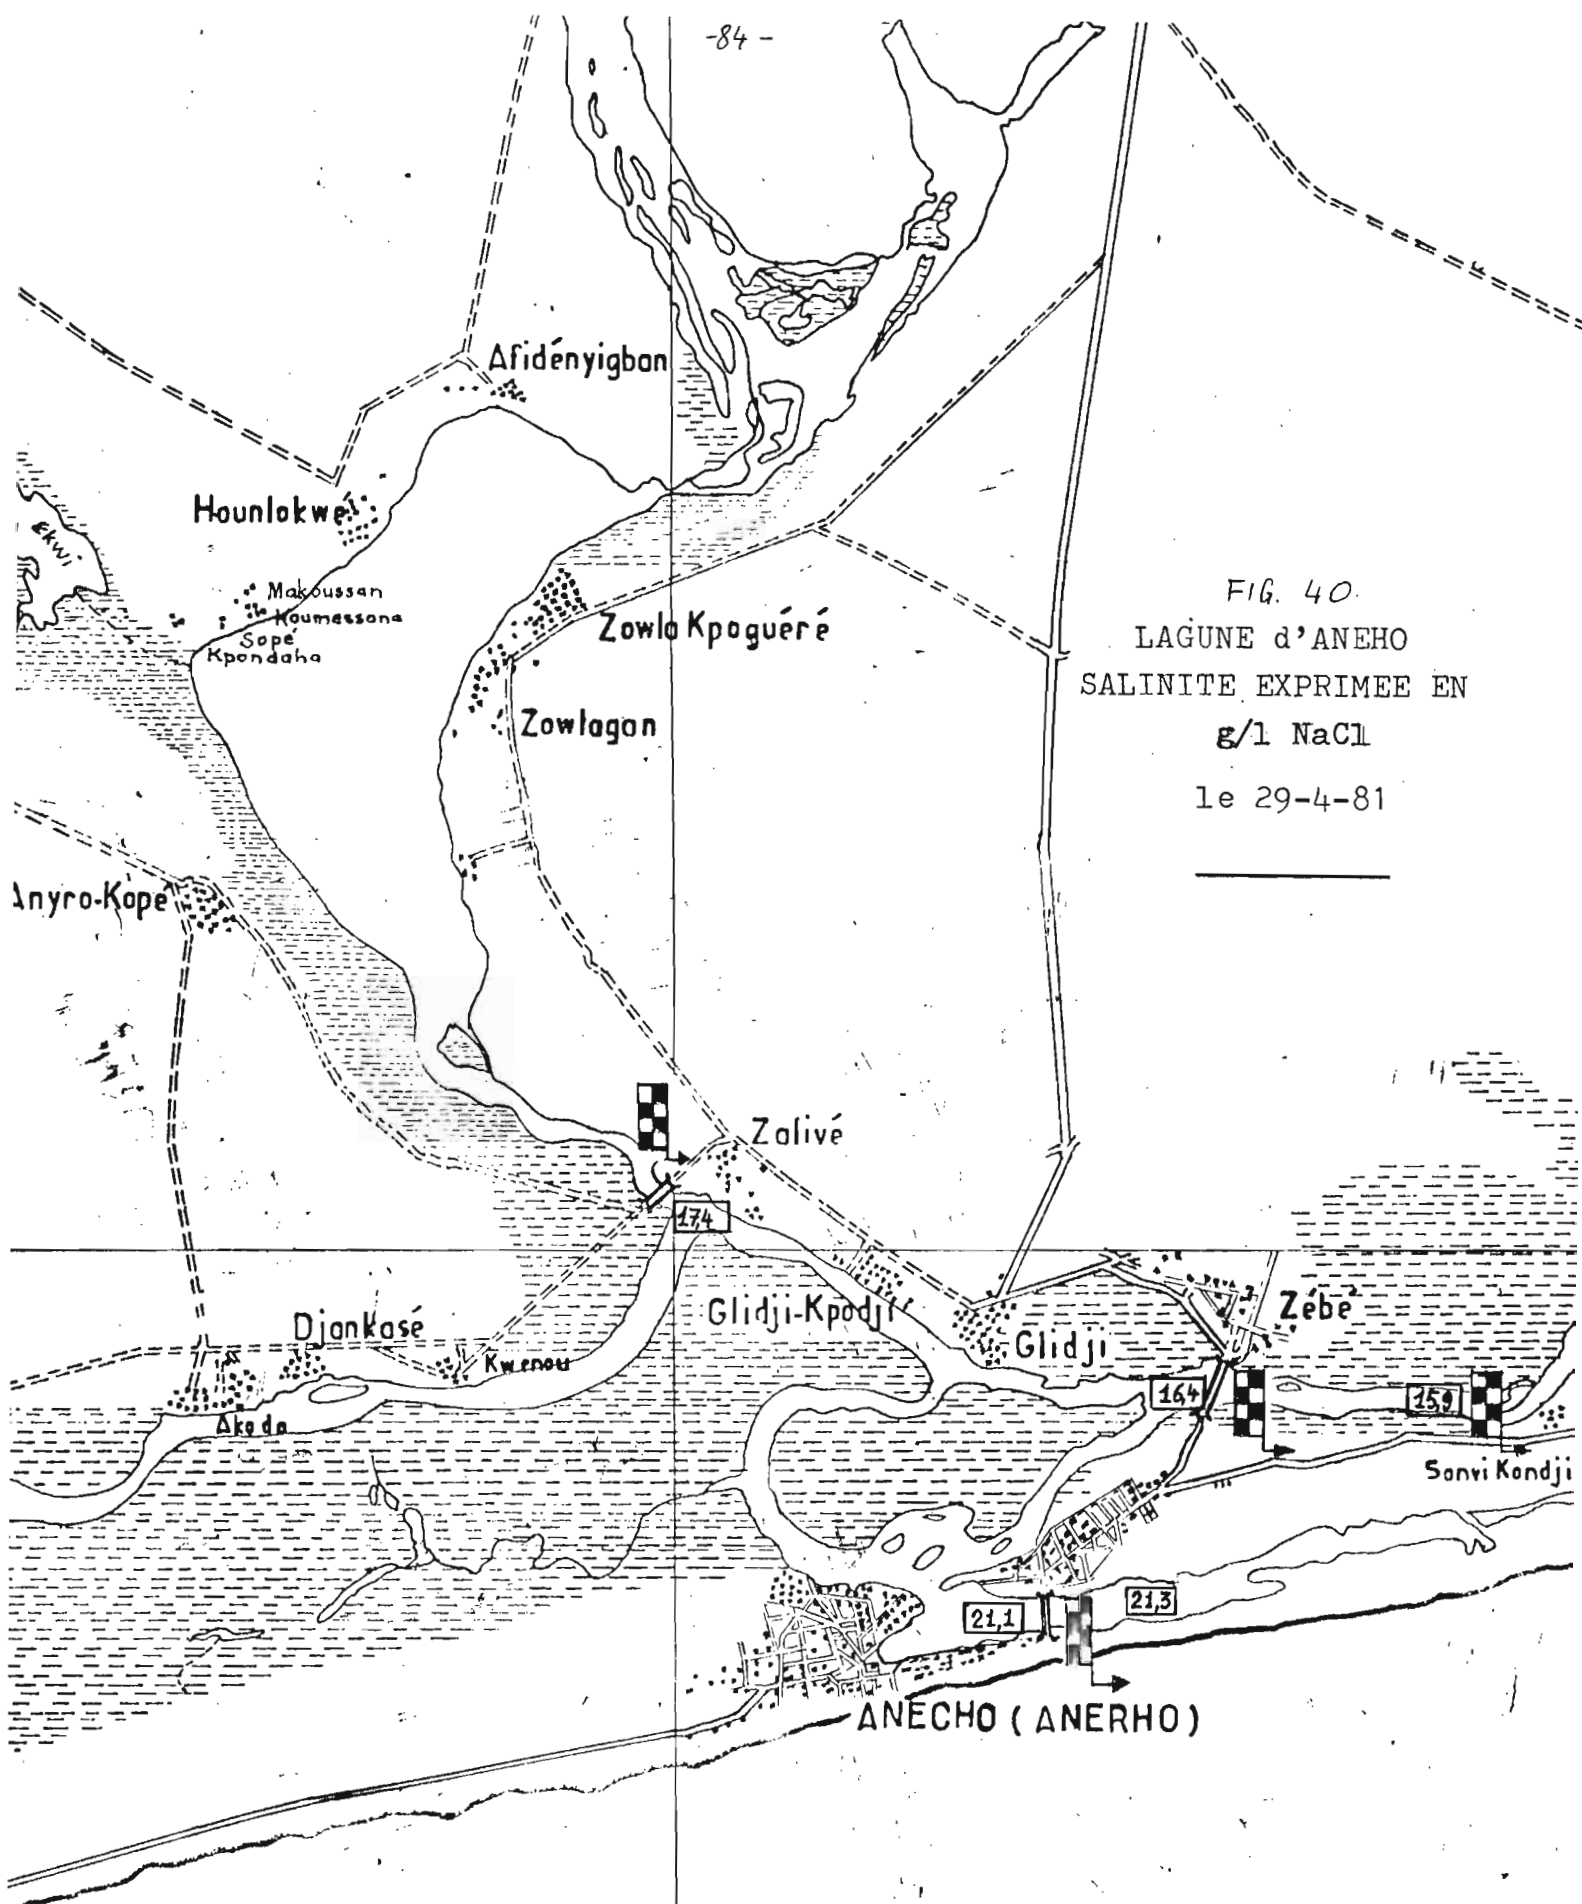 -84-
Afidényigban
Hounlokwé
Ekwi
Makoussan
Koumessona
Sopé
Kpondaha
FIG. 40.
LAGUNE d'ANEHO
SALINITE EXPRIMEE EN
g/l NaCl
le 29-4-81
Zowla Kpoguéré
Zowlagan
Anyro-Kopé
Zalivé
17,4
Glidji-Kpodji
Zébé
Djankasé
Glidji
Kwenou
16,4
15,9
Akoda
Sanvi Kondji
21,1
21,3
ANECHO (ANERHO)